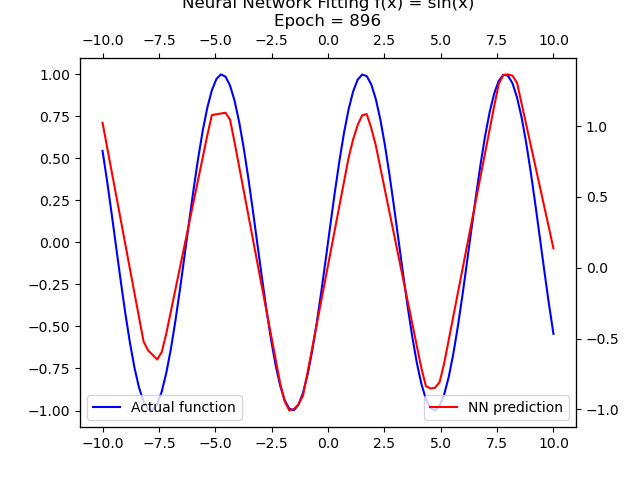 Neural Network Fitting f(x) = sin(x)
Epoch = 896
−10.0 −7.5 −5.0 −2.5 0.0 2.5 5.0 7.5 10.0
1.00
0.75
0.50
0.25
0.00
−0.25
−0.50
−0.75
−1.00
1.0
0.5
0.0
−0.5
−1.0
Actual function
NN prediction
−10.0 −7.5 −5.0 −2.5 0.0 2.5 5.0 7.5 10.0